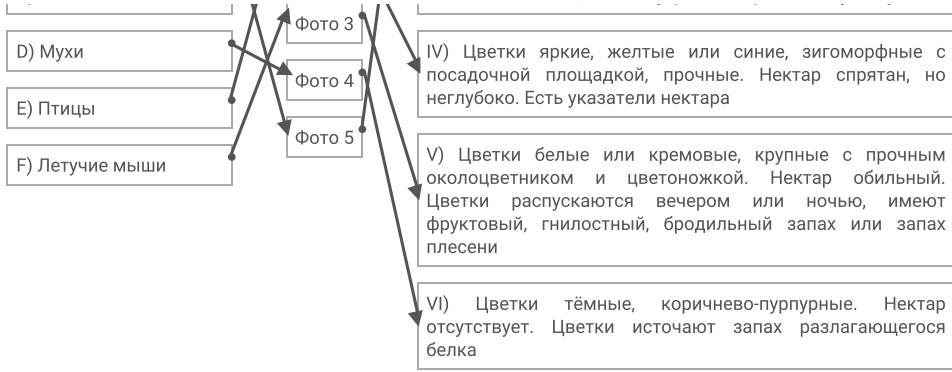 D) Мухи
E) Птицы
F) Летучие мыши
Фото 3
Фото 4
Фото 5
IV) Цветки яркие, желтые или синие, зигоморфные с
посадочной площадкой, прочные. Нектар спрятан, но
неглубоко. Есть указатели нектара
V) Цветки белые или кремовые, крупные с прочным
околоцветником и цветоножкой. Нектар обильный.
Цветки распускаются вечером или ночью, имеют
фруктовый, гнилостный, бродильный запах или запах
плесени
VI) Цветки тёмные, коричнево-пурпурные. Нектар
отсутствует. Цветки источают запах разлагающегося
белка